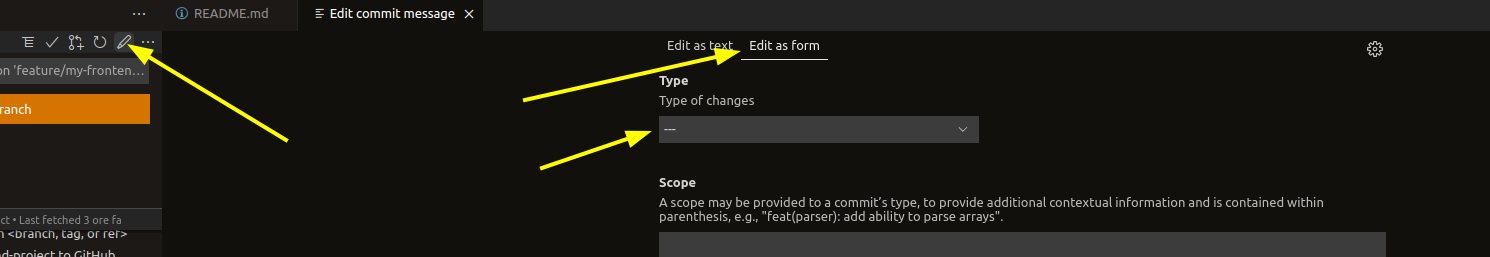 README.md
Edit commit message
on 'feature/my-fronten...
ranch
ct • Last fetched 3 ore fa
n <branch, tag, or ref>
d-project to GitHub
Edit as text
Edit as form
Type
Type of changes
---
Scope
A scope may be provided to a commit's type, to provide additional contextual information and is contained within
parenthesis, e.g., "feat(parser): add ability to parse arrays".